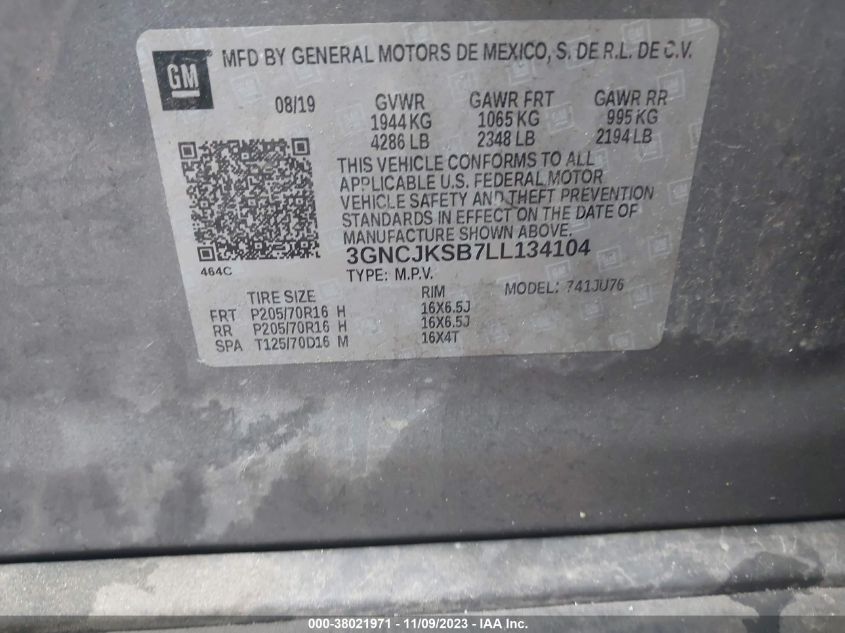 GM
MFD BY GENERAL MOTORS DE MEXICO, S. DE R.L. DE C.V.
08/19 GVWR GAWR FRT GAWR RR
1944 KG 1065 KG 995 KG
4286 LB 2348 LB 2194 LB
THIS VEHICLE CONFORMS TO ALL
APPLICABLE U.S. FEDERAL MOTOR
VEHICLE SAFETY AND THEFT PREVENTION
STANDARDS IN EFFECT ON THE DATE OF
MANUFACTURE SHOWN ABOVE.
464C
3GNCJKSB7LL134104
TYPE: M.P.V. MODEL: 741JU76
TIRE SIZE RIM
FRT P205/70R16 H 16X6.5J
RR P205/70R16 H 16X6.5J
SPA T125/70D16 M 16X4T
000-38021971 - 11/09/2023 - IAA Inc.